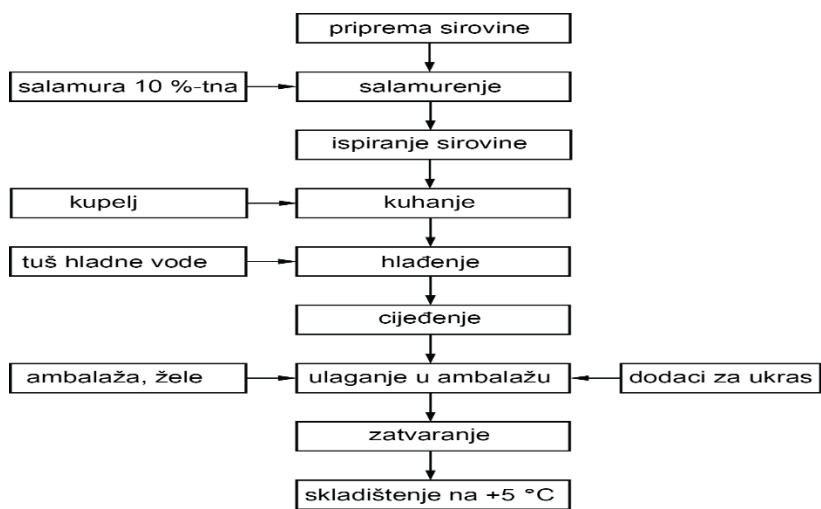 priprema sirovine
salamura 10 %-tna
salamurenje
ispiranje sirovine
kupelj
kuhanje
tuš hladne vode
hlađenje
cijeđenje
ambalaža, žele
ulaganje u ambalažu
dodaci za ukras
zatvaranje
skladištenje na +5 °C